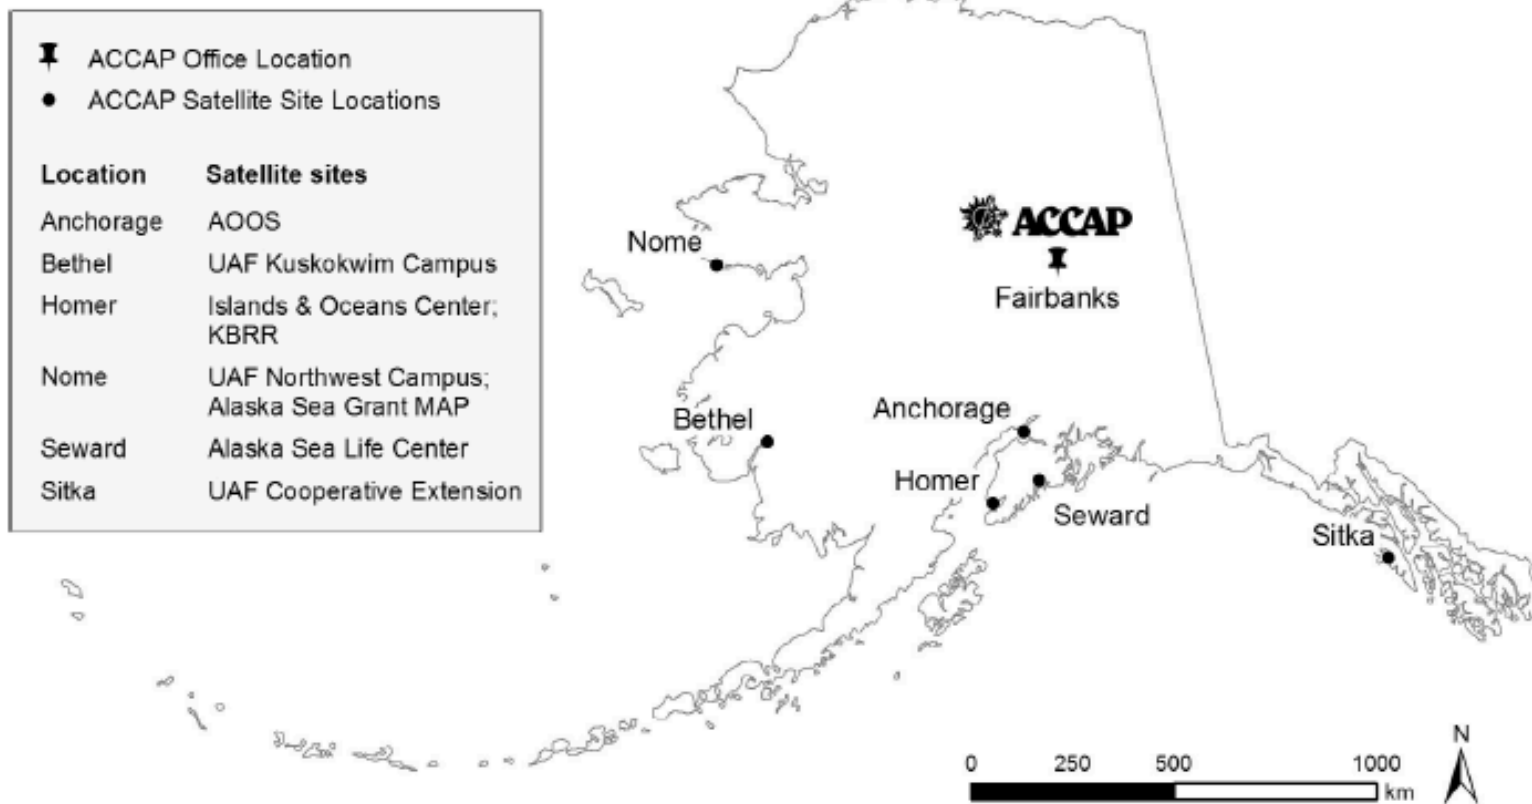 ACCAP Office Location
ACCAP Satellite Site Locations
Location Satellite sites
Anchorage AOOS
Bethel UAF Kuskokwim Campus
Homer Islands & Oceans Center;
KBRR
Nome UAF Northwest Campus;
Alaska Sea Grant MAP
Seward Alaska Sea Life Center
Sitka UAF Cooperative Extension
ACCAP
Nome
Fairbanks
Anchorage
Bethel
Homer
Seward
Sitka
N
0 250 500 1000
km